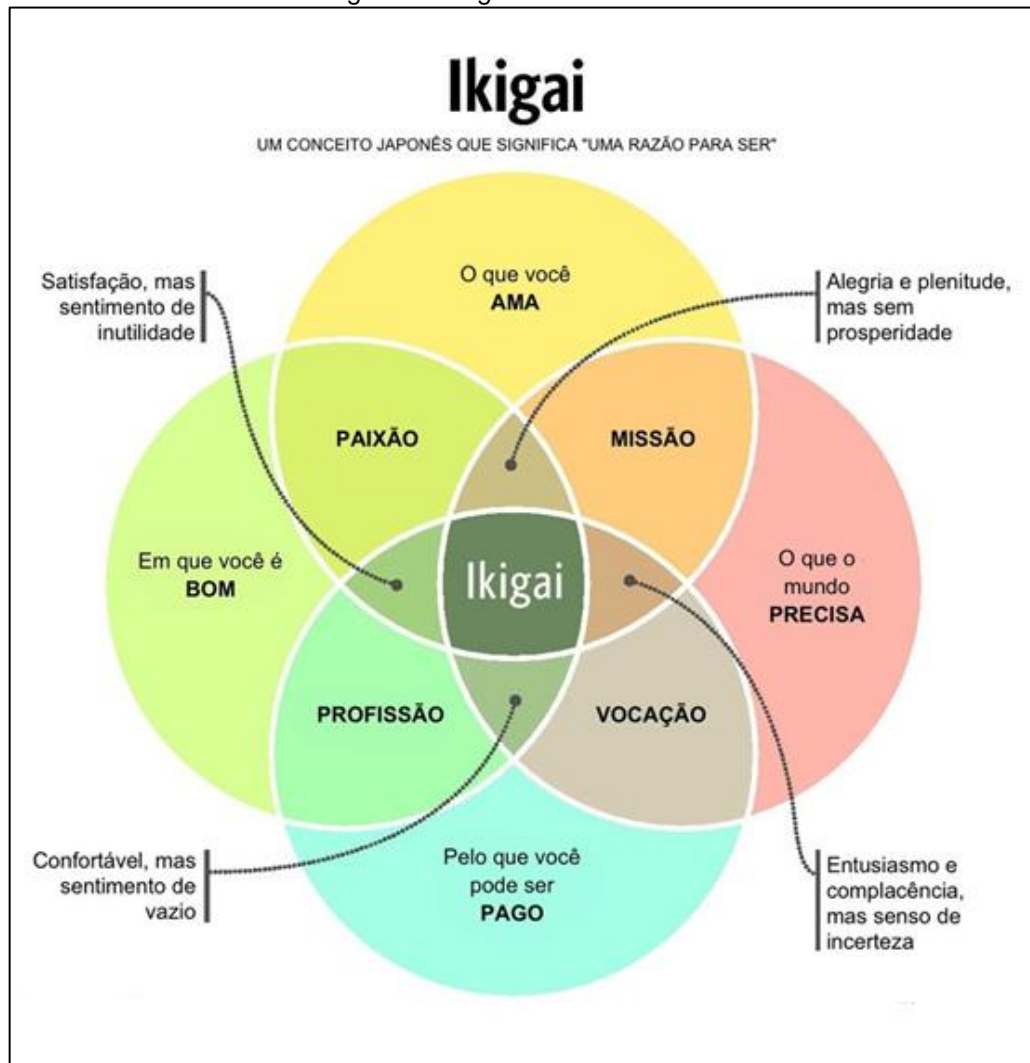 Ikigai
UM CONCEITO JAPONÊS QUE SIGNIFICA "UMA RAZÃO PARA SER"
O que você
AMA
Satisfação, mas
sentimento de
inutilidade
Alegria e plenitude,
mas sem
prosperidade
PAIXÃO
MISSÃO
Em que você é
BOM
Ikigai
O que o
mundo
PRECISA
PROFISSÃO
VOCAÇÃO
Confortável, mas
sentimento de
vazio
Pelo que você
pode ser
PAGO
Entusiasmo e
complacência,
mas senso de
incerteza